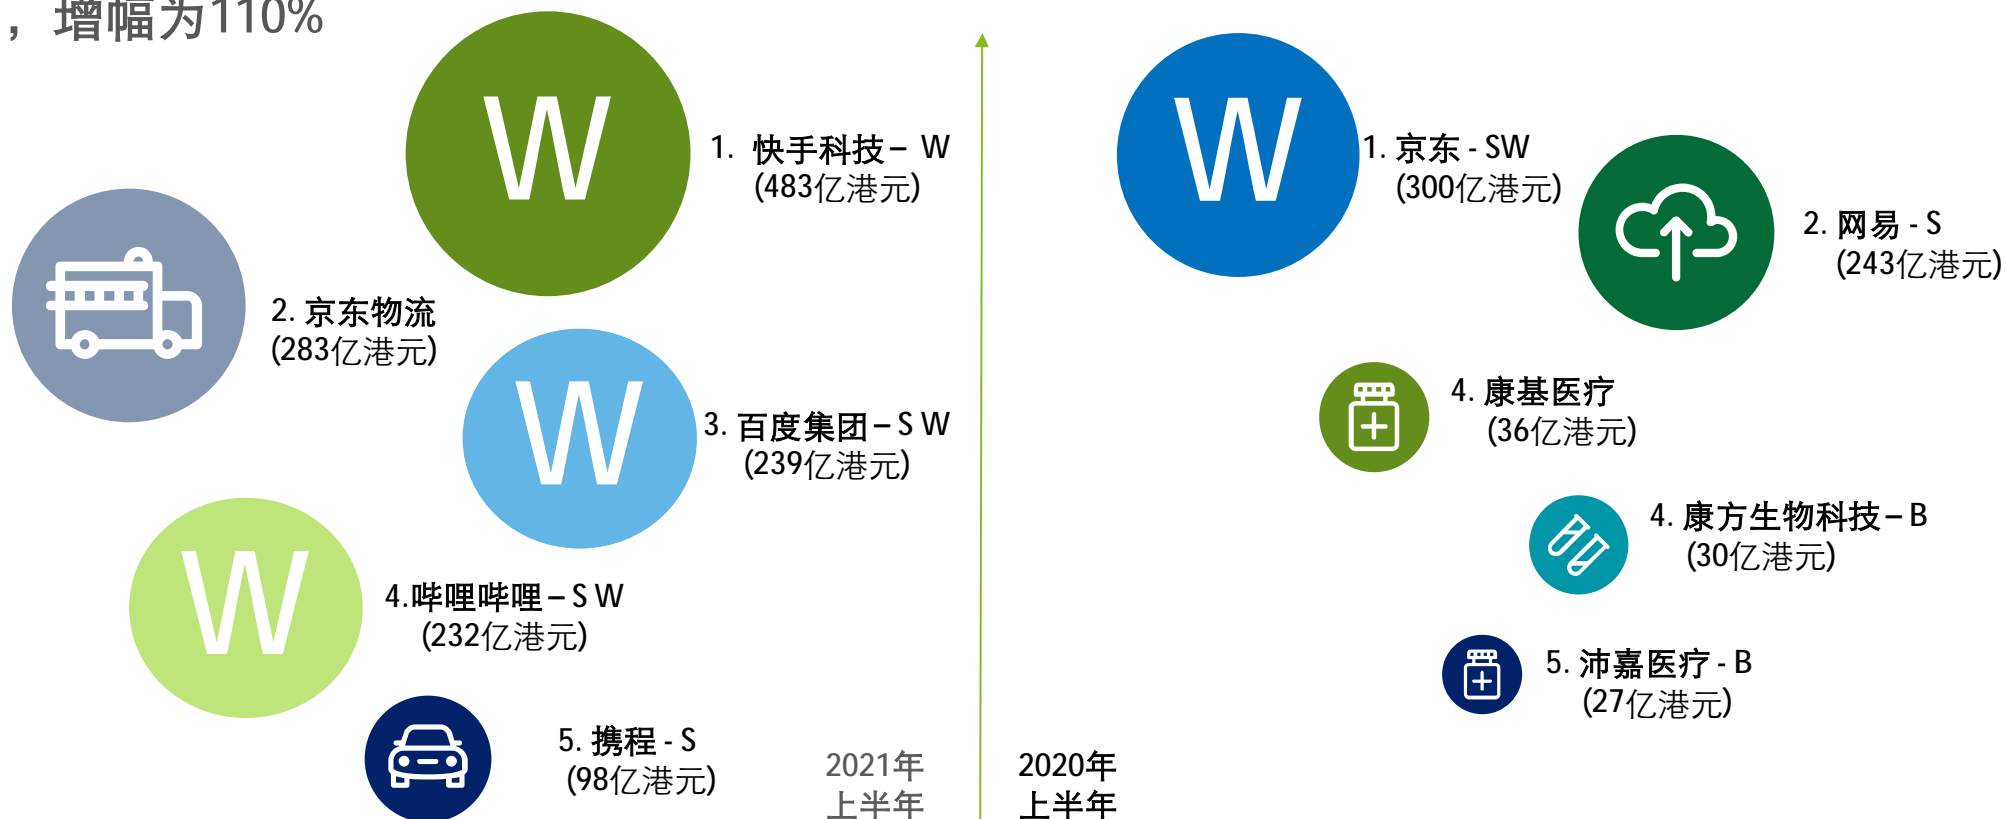 ，增幅为110%
W
1. 快手科技 – W
(483亿港元)
2. 京东物流
(283亿港元)
W
3. 百度集团 – S W
(239亿港元)
W
4.哔哩哔哩 – S W
(232亿港元)
5. 携程 - S
(98亿港元)
2021年
上半年
W
1. 京东 - SW
(300亿港元)
2. 网易 - S
(243亿港元)
4. 康基医疗
(36亿港元)
4. 康方生物科技 – B
(30亿港元)
5. 沛嘉医疗 - B
(27亿港元)
2020年
上半年